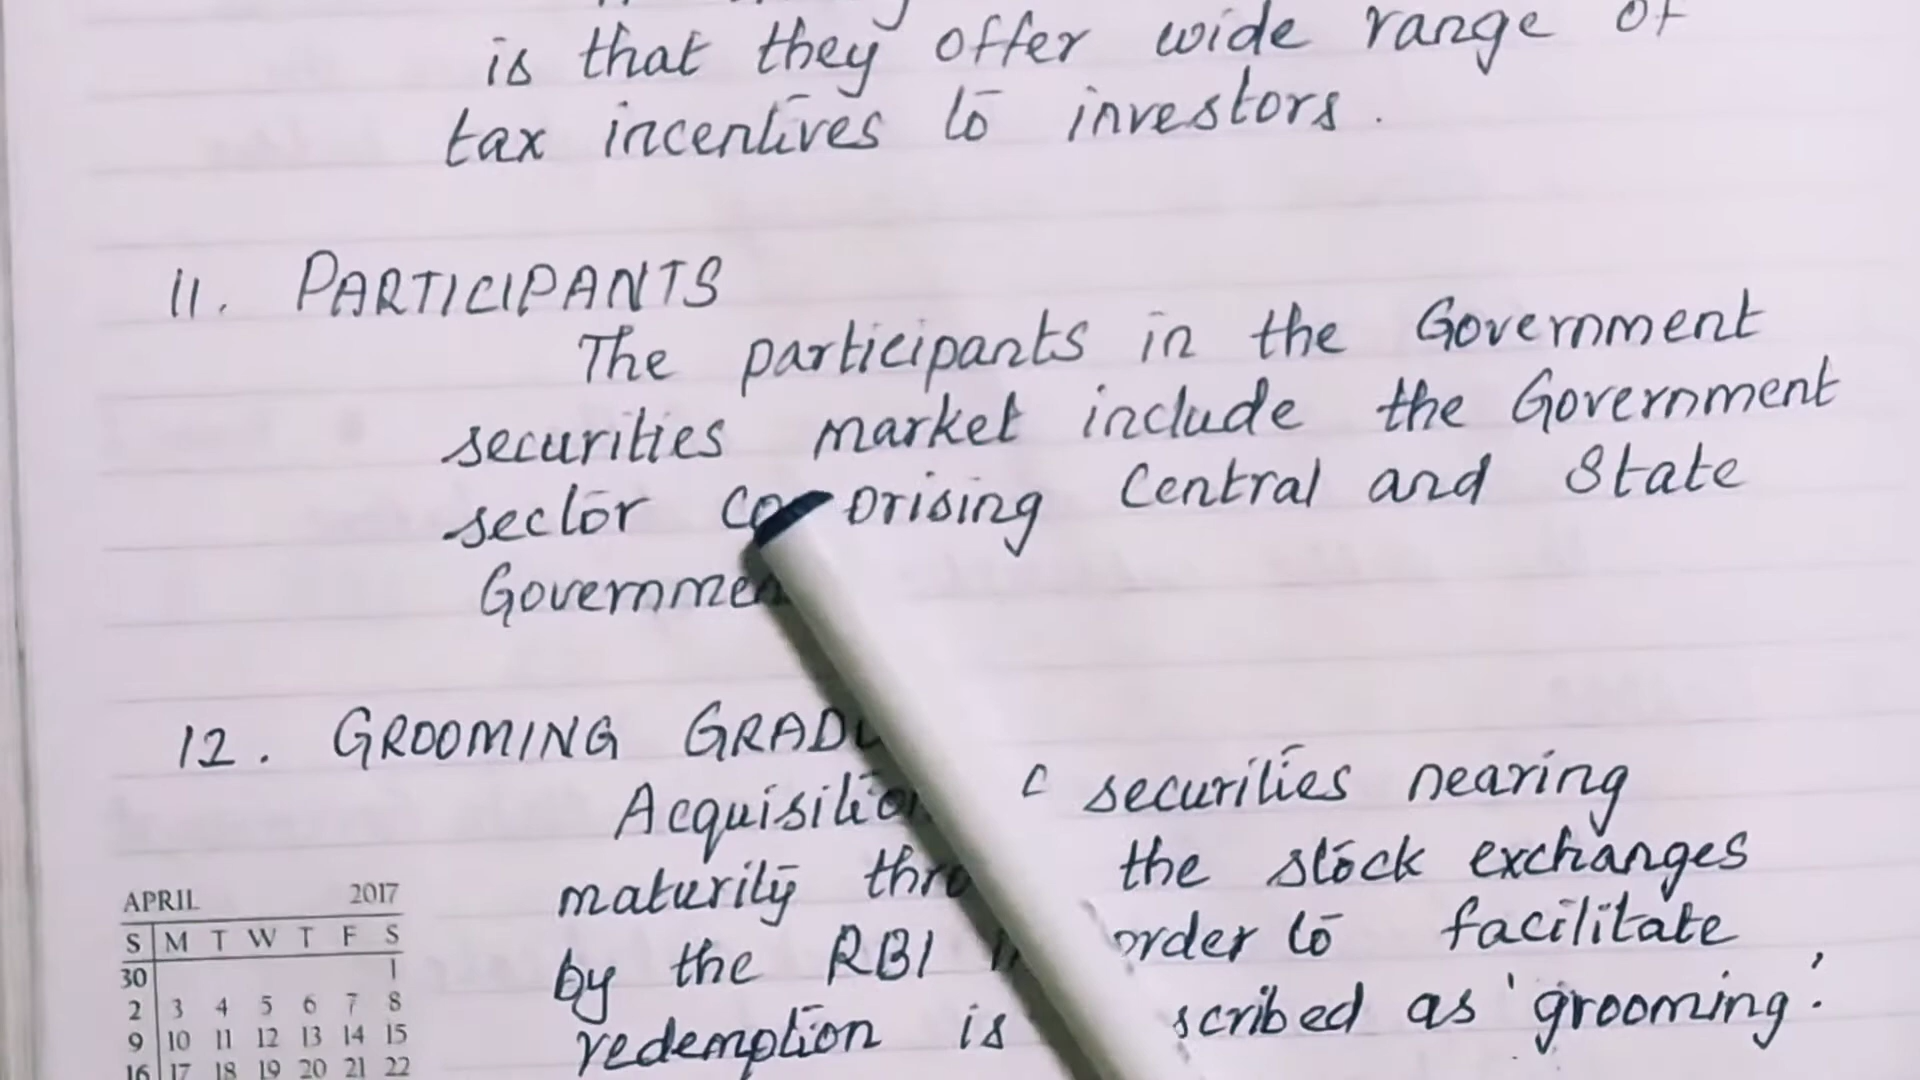 is that they offer wide range of
tax incentives to investors.
11. PARTICIPANTS
The participants in the Government
securities market include the Government
sector Central and State
12. GROOMING
securities nearing
maturity the stock exchanges
by the RBI order to facilitate
redemption is as 'grooming'.
APRIL 2017
S M T W T F S
30 1
2 3 4 5 6 7 8
9 10 11 12 13 14 15
16 17 18 19 20 21 22